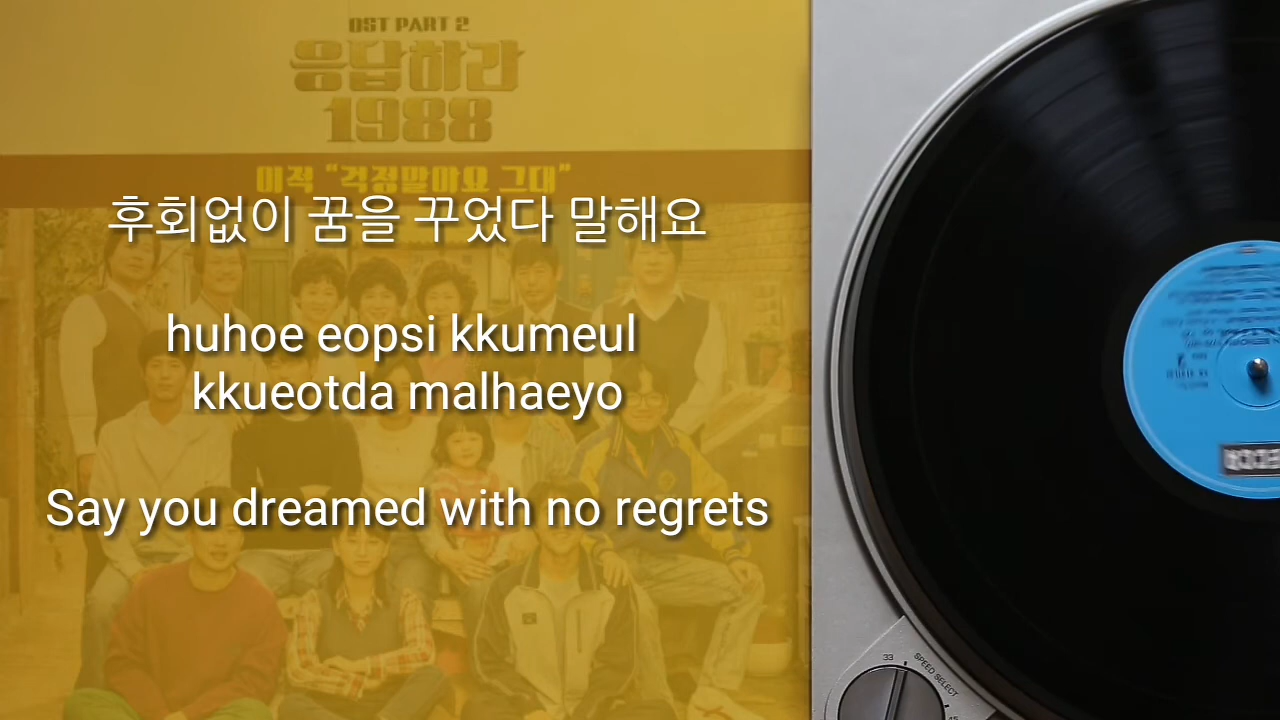 OST PART 2
응답하라
1988
이적 "걱정말아요 그대"
후회없이 꿈을 꾸었다 말해요
huhoe eopsi kkumeul
kkueotda malhaeyo
Say you dreamed with no regrets
33
SPEED SELECT
45